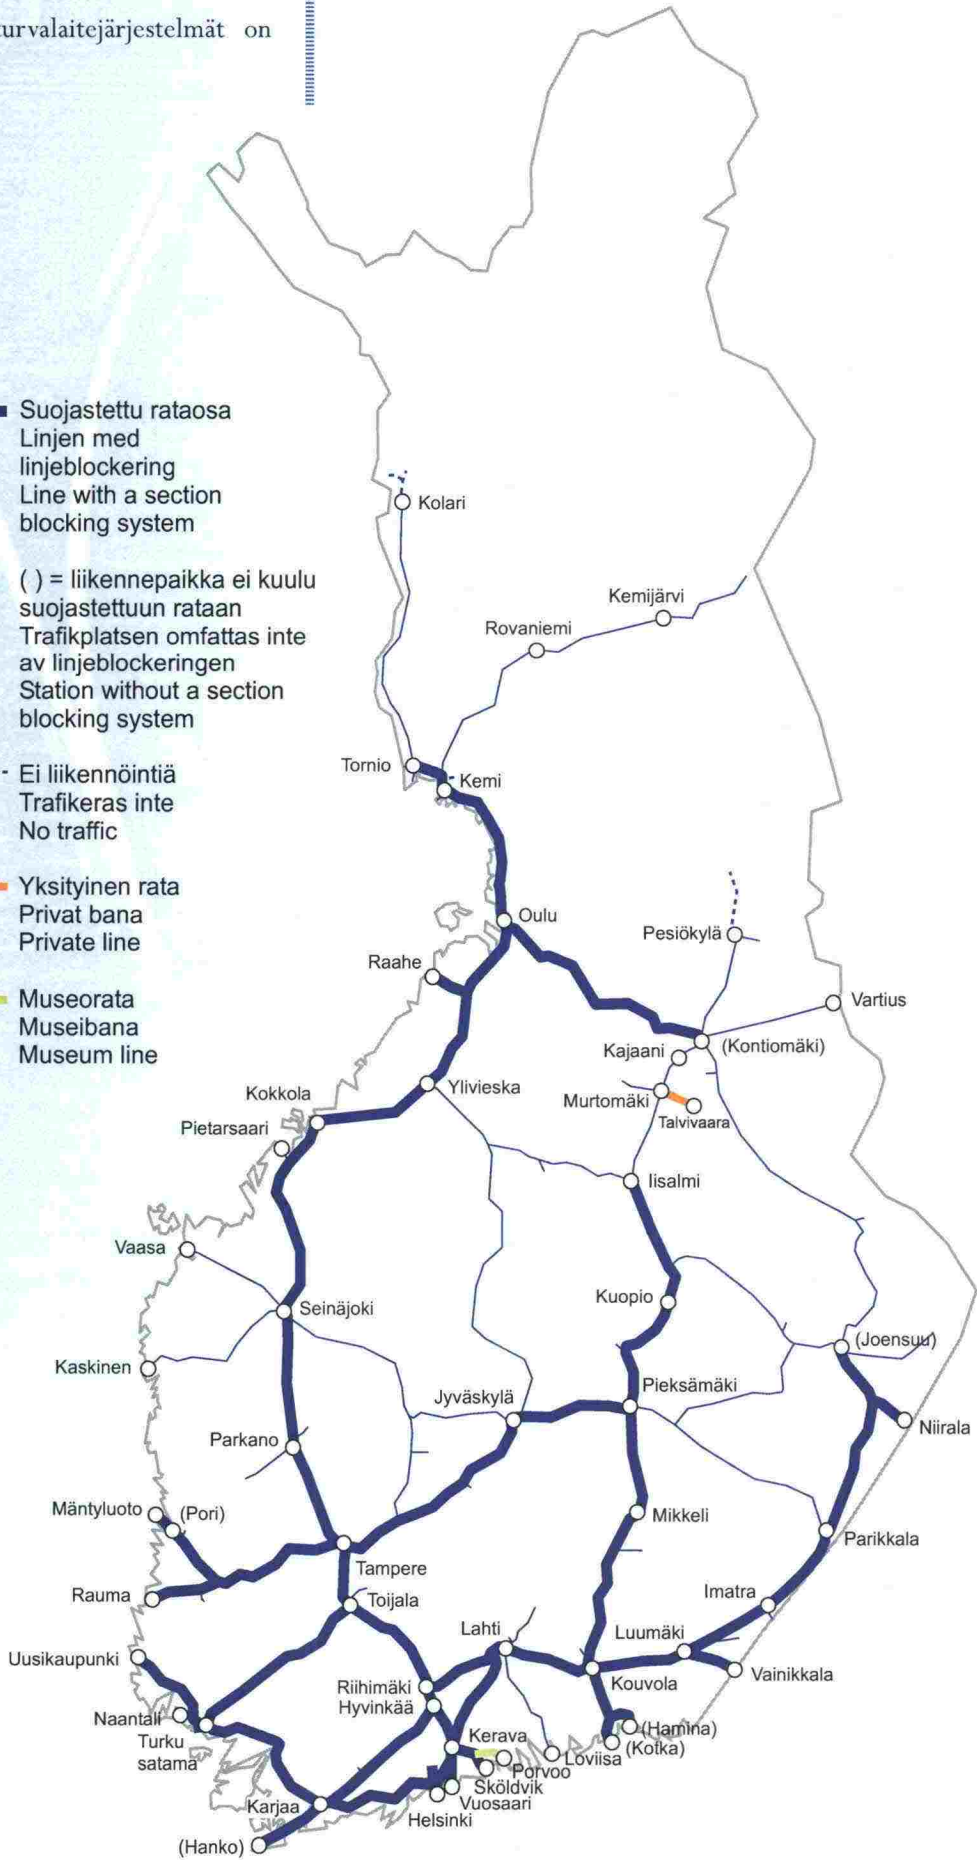 turvalaitejärjestelmät on
Suojastettu rataosa
Linjen med
linjeblockering
Line with a section
blocking system
( ) = liikennepaikka ei kuulu
suojastettuun rataan
Trafikplatsen omfattas inte
av linjeblockeringen
Station without a section
blocking system
Ei liikennöintiä
Trafikeras inte
No traffic
Yksityinen rata
Privat bana
Private line
Museorata
Museibana
Museum line
Kolari
Kemijärvi
Rovaniemi
Tornio
Kemi
Oulu
Pesiökylä
Raahe
Vartius
Kajaani
(Kontiomäki)
Ylivieska
Kokkola
Murtomäki
Talvivaara
Pietarsaari
Iisalmi
Vaasa
Kuopio
Seinäjoki
(Joensuu)
Kaskinen
Pieksämäki
Jyväskylä
Niirala
Parkano
Mäntyluoto
(Pori)
Mikkeli
Parikkala
Tampere
Rauma
Toijala
Imatra
Lahti
Luumäki
Uusikaupunki
Vainikkala
Kouvola
Riihimäki
Hyvinkää
Naantali
Turku
satama
(Hamina)
(Kotka)
Kerava
Loviisa
Porvoo
Sköldvik
Vuosaari
Helsinki
Karjaa
(Hanko)